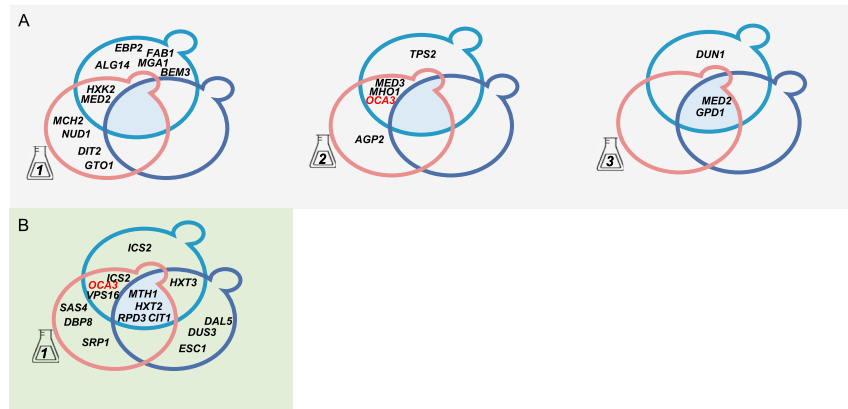 A
EBP2
FAB1
ALG14
MGA1
BEM3
HXK2
MED2
MCH2
NUD1
DIT2
GTO1
1
TPS2
MED3
MHO1
OCA3
AGP2
2
DUN1
MED2
GPD1
3
B
ICS2
ICS2
OCA3
HXT3
VPS16
MTH1
SAS4
HXT2
DBP8
RPD3 CIT1
DAL5
DUS3
SRP1
ESC1
1